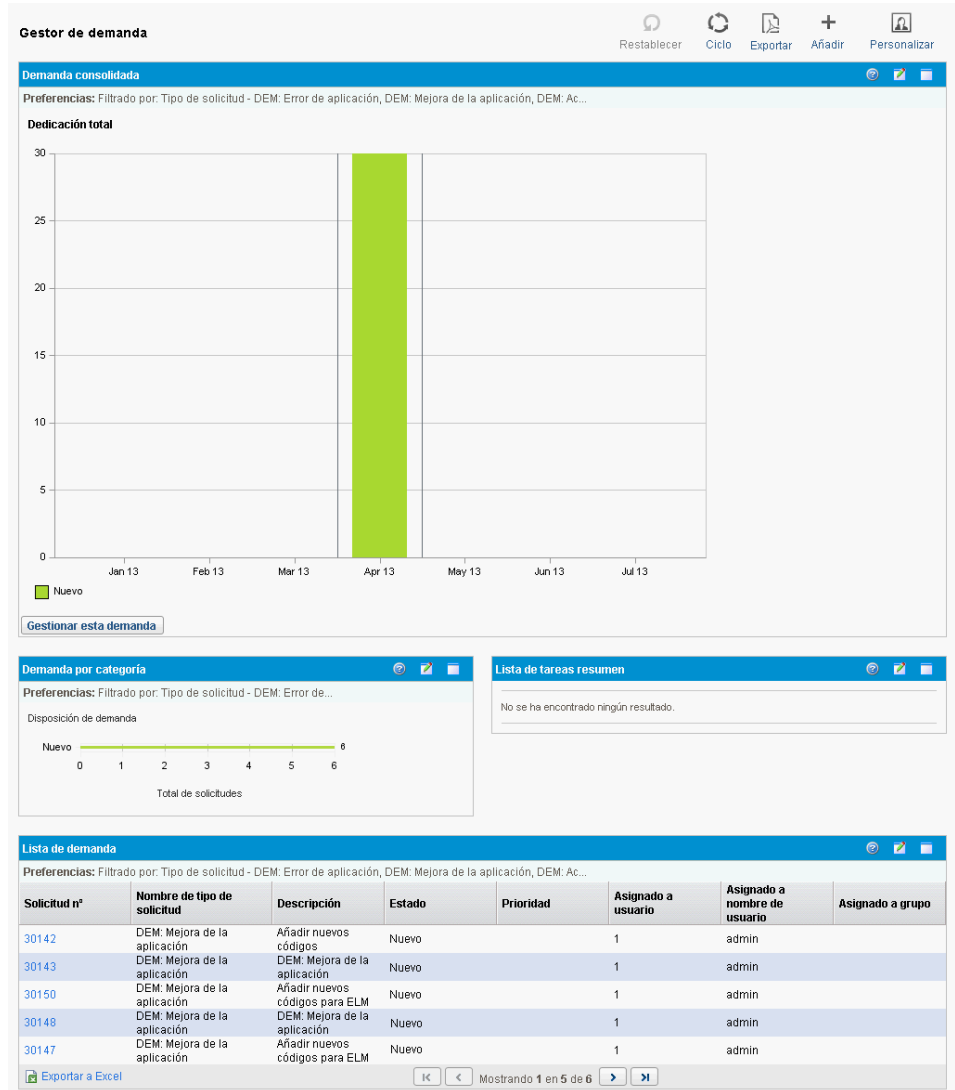 Gestor de demanda
Restablecer
Ciclo
Exportar
Añadir
Personalizar
Demanda consolidada
Preferencias: Filtrado por: Tipo de solicitud - DEM: Error de aplicación, DEM: Mejora de la aplicación, DEM: Ac...
Dedicación total
30
25
20
15
10
5
0
Jan 13 Feb 13 Mar 13 Apr 13 May 13 Jun 13 Jul 13
Nuevo
Gestionar esta demanda
Demanda por categoría
Preferencias: Filtrado por: Tipo de solicitud - DEM: Error de...
Disposición de demanda
Nuevo 6
0 1 2 3 4 5 6
Total de solicitudes
Lista de tareas resumen
No se ha encontrado ningún resultado.
Lista de demanda
Preferencias: Filtrado por: Tipo de solicitud - DEM: Error de aplicación, DEM: Mejora de la aplicación, DEM: Ac...
Solicitud nº
Nombre de tipo de
solicitud
Descripción
Estado
Prioridad
Asignado a
usuario
Asignado a
nombre de
usuario
Asignado a grupo
30142
DEM: Mejora de la
aplicación
Añadir nuevos
códigos
Nuevo
1
admin
30143
DEM: Mejora de la
aplicación
DEM: Mejora de la
aplicación
Nuevo
1
admin
30150
DEM: Mejora de la
aplicación
Añadir nuevos
códigos para ELM
Nuevo
1
admin
30148
DEM: Mejora de la
aplicación
DEM: Mejora de la
aplicación
Nuevo
1
admin
30147
DEM: Mejora de la
aplicación
Añadir nuevos
códigos para ELM
Nuevo
1
admin
Exportar a Excel
Mostrando 1 en 5 de 6